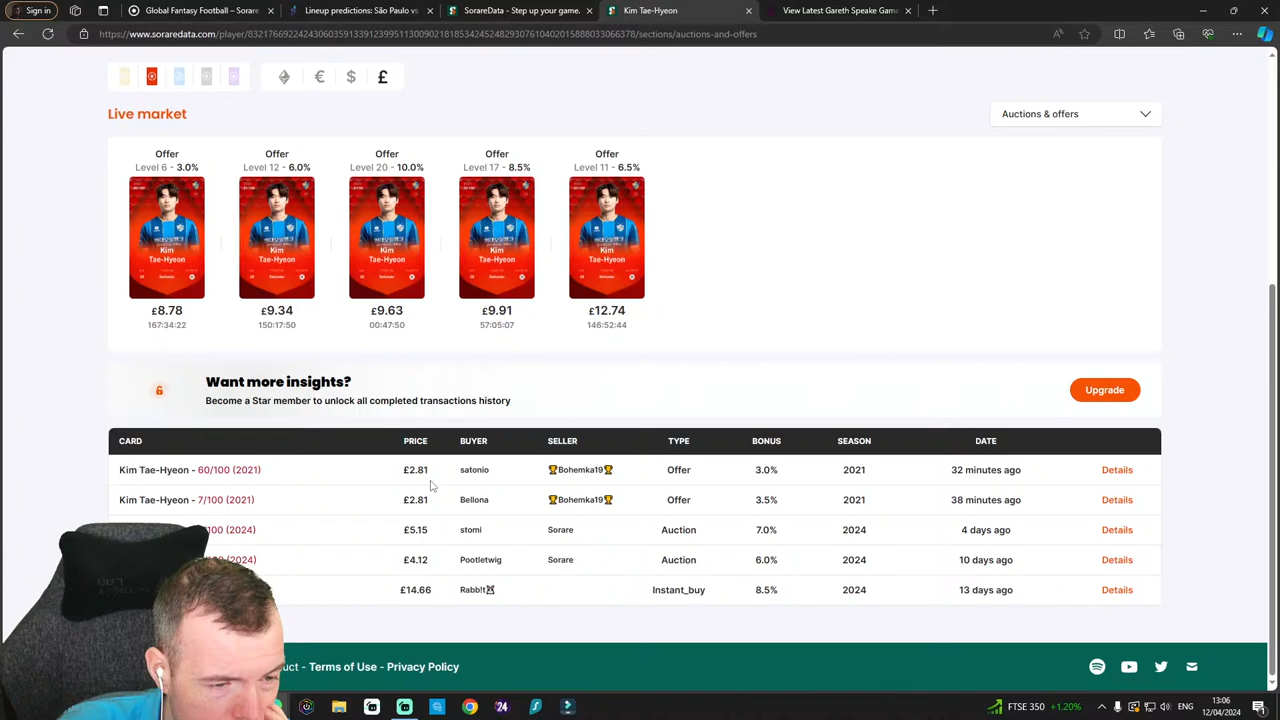 Sign in
Global Fantasy Football - Sorare
Lineup predictions: São Paulo vs
SorareData - Step up your game.
Kim Tae-Hyeon
View Latest Gareth Speake Game
https://www.soraredata.com/player/83217669224243060359133912399511300902181853424524829307610402015888033066378/sections/auctions-and-offers
€ $ £
Live market
Auctions & offers
Offer Offer Offer Offer Offer
Level 6 - 3.0% Level 12 - 6.0% Level 20 - 10.0% Level 17 - 8.5% Level 11 - 6.5%
Kim Kim Kim Kim Kim
Tae-Hyeon Tae-Hyeon Tae-Hyeon Tae-Hyeon Tae-Hyeon
£8.78 £9.34 £9.63 £9.91 £12.74
167:34:22 150:17:50 00:47:50 57:05:07 146:52:44
Want more insights?
Become a Star member to unlock all completed transactions history
Upgrade
CARD PRICE BUYER SELLER TYPE BONUS SEASON DATE
Kim Tae-Hyeon - 60/100 (2021) £2.81 satonio 🏆Bohemka19🏆 Offer 3.0% 2021 32 minutes ago Details
Kim Tae-Hyeon - 7/100 (2021) £2.81 Bellona 🏆Bohemka19🏆 Offer 3.5% 2021 38 minutes ago Details
/100 (2024) £5.15 stomi Sorare Auction 7.0% 2024 4 days ago Details
(2024) £4.12 Pootletwig Sorare Auction 6.0% 2024 10 days ago Details
£14.66 Rabb!t Instant_buy 8.5% 2024 13 days ago Details
uct - Terms of Use - Privacy Policy
FTSE 350 +1.20%
13:06
12/04/2024